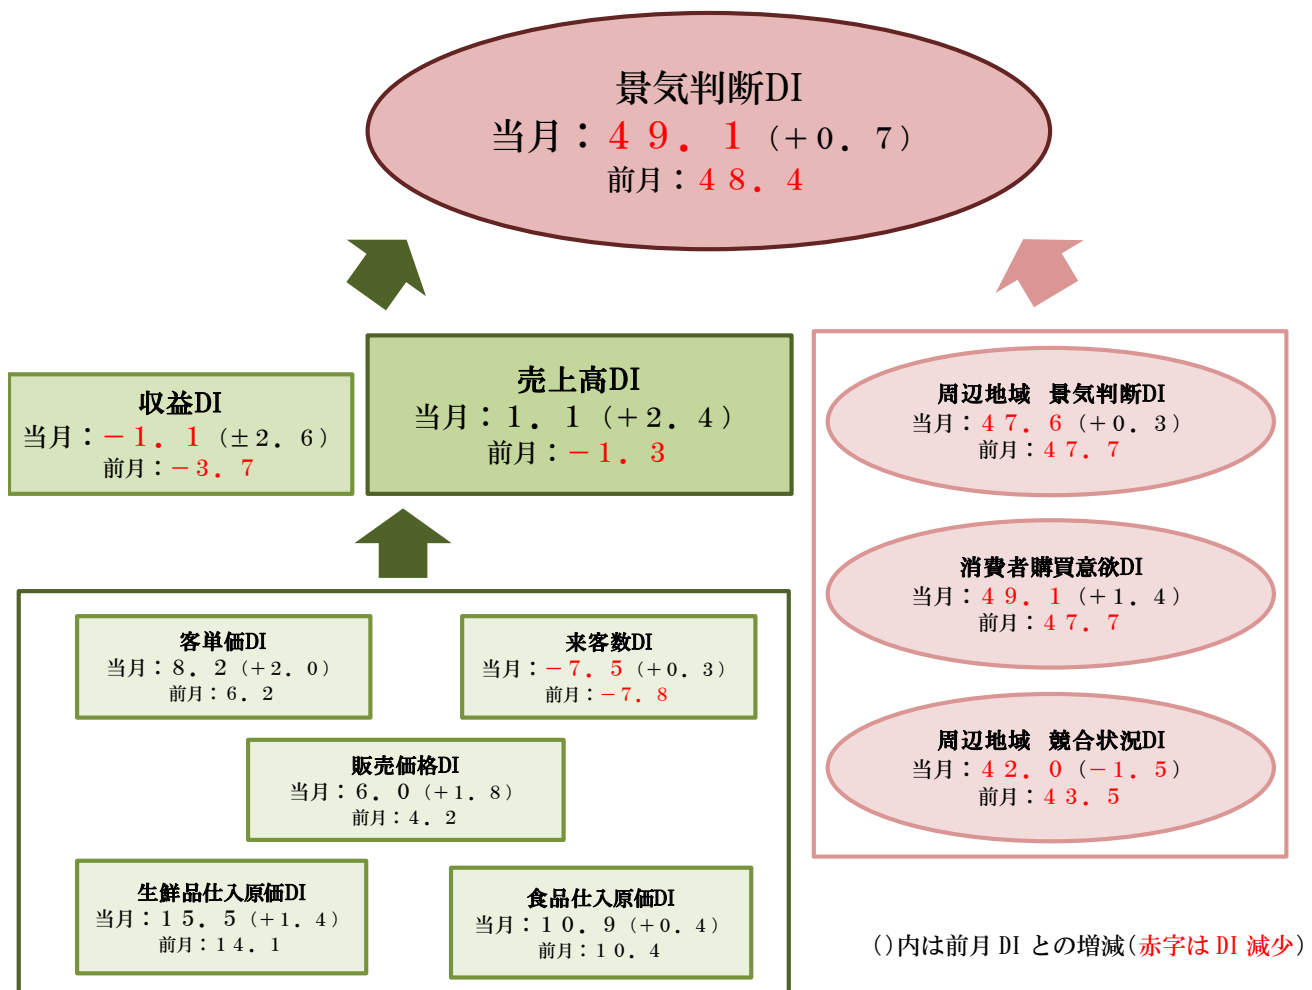 景気判断DI
当月：４９．１（＋０．７）
前月：４８．４
収益DI
当月：－１．１（±２．６）
前月：－３．７
売上高DI
当月：１．１（＋２．４）
前月：－１．３
客単価DI
当月：８．２（＋２．０）
前月：６．２
来客数DI
当月：－７．５（＋０．３）
前月：－７．８
販売価格DI
当月：６．０（＋１．８）
前月：４．２
生鮮品仕入原価DI
当月：１５．５（＋１．４）
前月：１４．１
食品仕入原価DI
当月：１０．９（＋０．４）
前月：１０．４
周辺地域　景気判断DI
当月：４７．６（＋０．３）
前月：４７．７
消費者購買意欲DI
当月：４９．１（＋１．４）
前月：４７．７
周辺地域　競合状況DI
当月：４２．０（－１．５）
前月：４３．５
()内は前月 DI との増減(赤字は DI 減少)